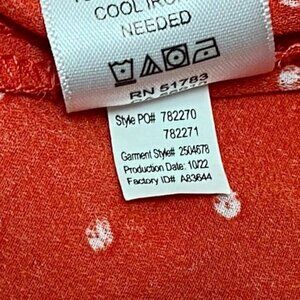 COOL IRON
NEEDED
RN 51783
Style PO# 782270
782271
Garment Style# 2504678
Production Date: 10/22
Factory ID# A83644